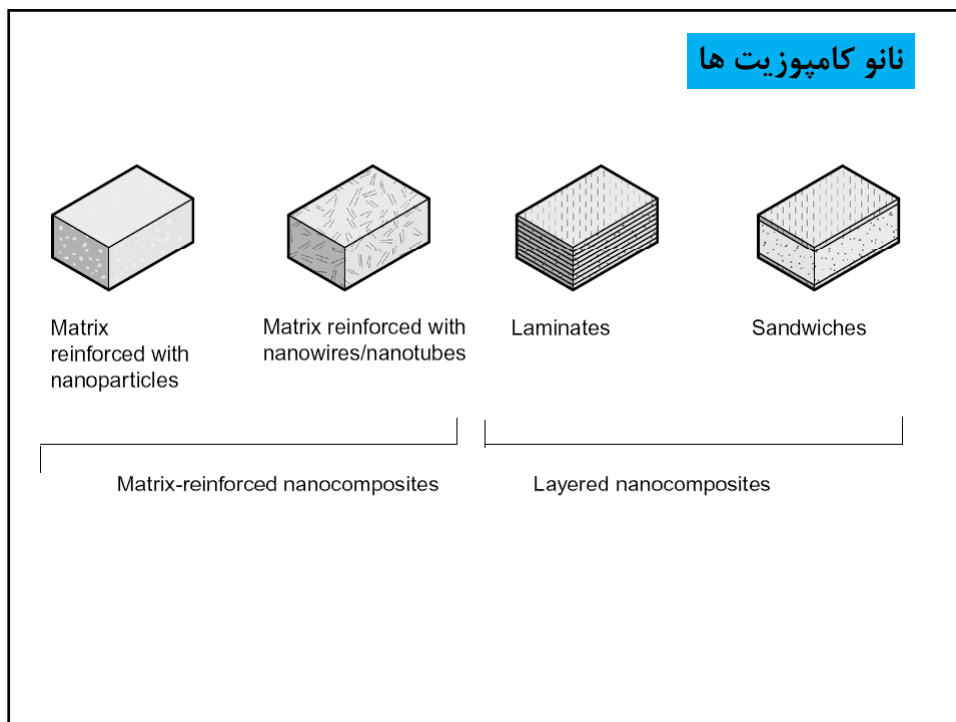 نانو کامپوزیت ها
Matrix
reinforced with
nanoparticles
Matrix reinforced with
nanowires/nanotubes
Laminates
Sandwiches
Matrix-reinforced nanocomposites
Layered nanocomposites